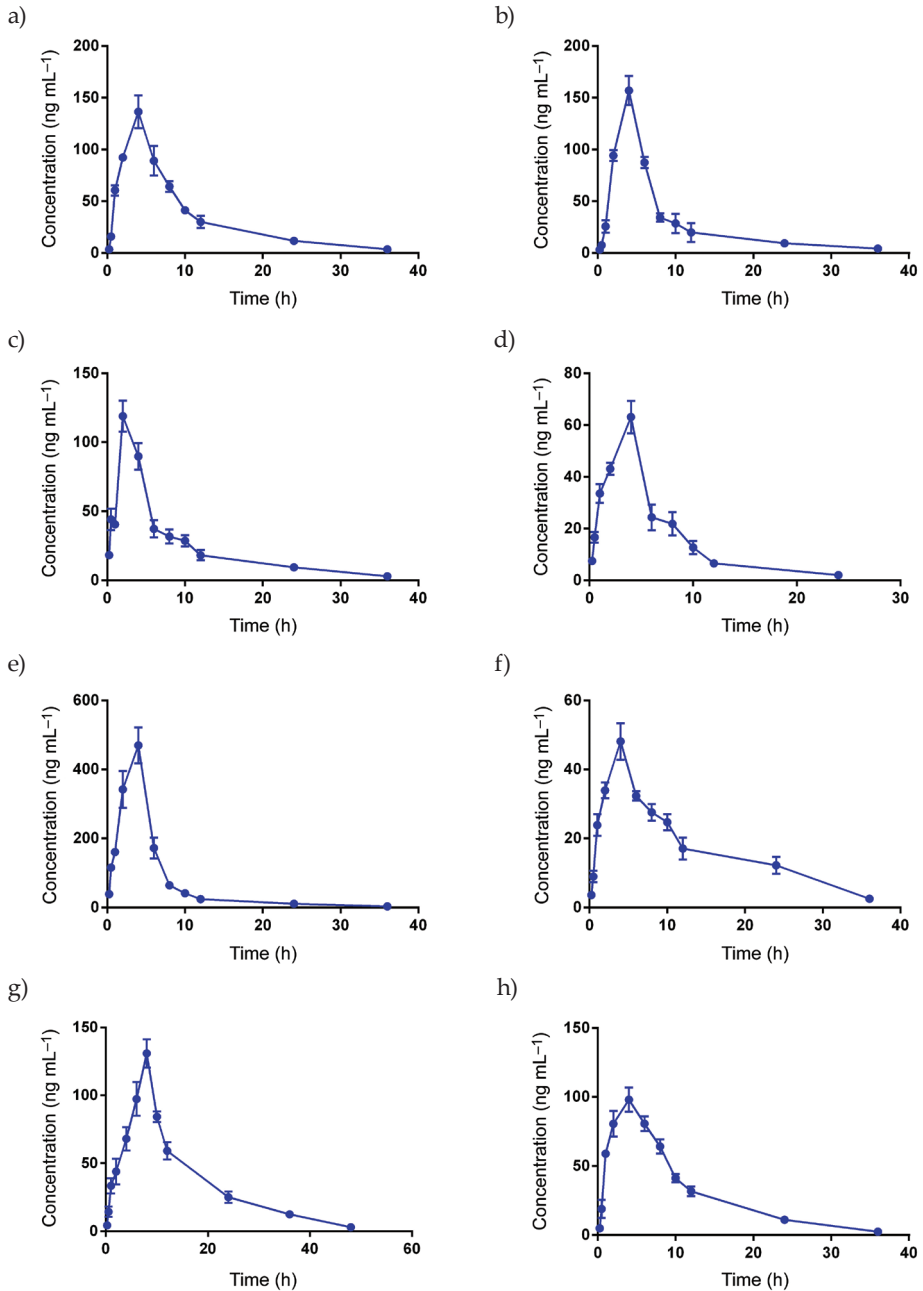 a)
Concentration (ng mL−1)
200
150
100
50
0
0 10 20 30 40
Time (h)
b)
Concentration (ng mL−1)
200
150
100
50
0
0 10 20 30 40
Time (h)
c)
Concentration (ng mL−1)
150
100
50
0
0 10 20 30 40
Time (h)
d)
Concentration (ng mL−1)
80
60
40
20
0
0 10 20 30
Time (h)
e)
Concentration (ng mL−1)
600
400
200
0
0 10 20 30 40
Time (h)
f)
Concentration (ng mL−1)
60
40
20
0
0 10 20 30 40
Time (h)
g)
Concentration (ng mL−1)
150
100
50
0
0 20 40 60
Time (h)
h)
Concentration (ng mL−1)
150
100
50
0
0 10 20 30 40
Time (h)